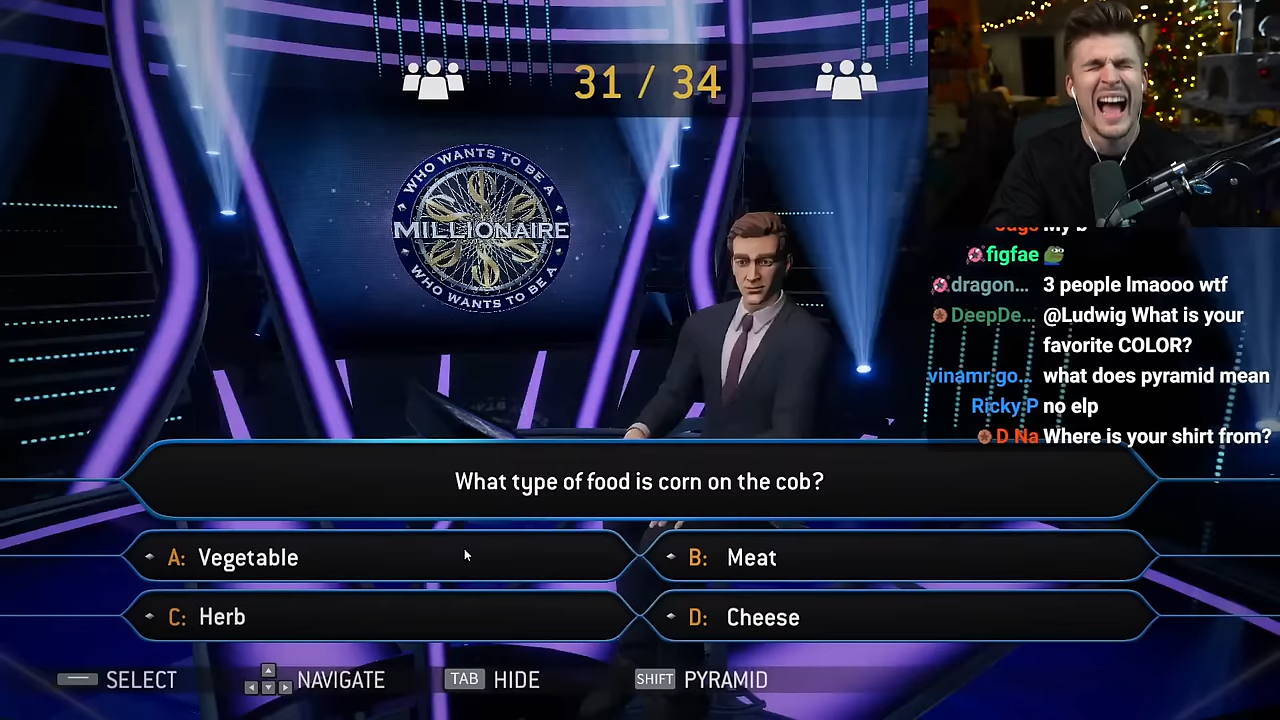 31 / 34
WHO WANTS TO BE A
MILLIONAIRE
WHO WANTS TO BE A
My b
figfae
dragon... 3 people lmaooo wtf
DeepDe... @Ludwig What is your
favorite COLOR?
vinamr.go... what does pyramid mean
Ricky P no elp
D Na Where is your shirt from?
What type of food is corn on the cob?
A: Vegetable
B: Meat
C: Herb
D: Cheese
SELECT
NAVIGATE
TAB HIDE
SHIFT PYRAMID